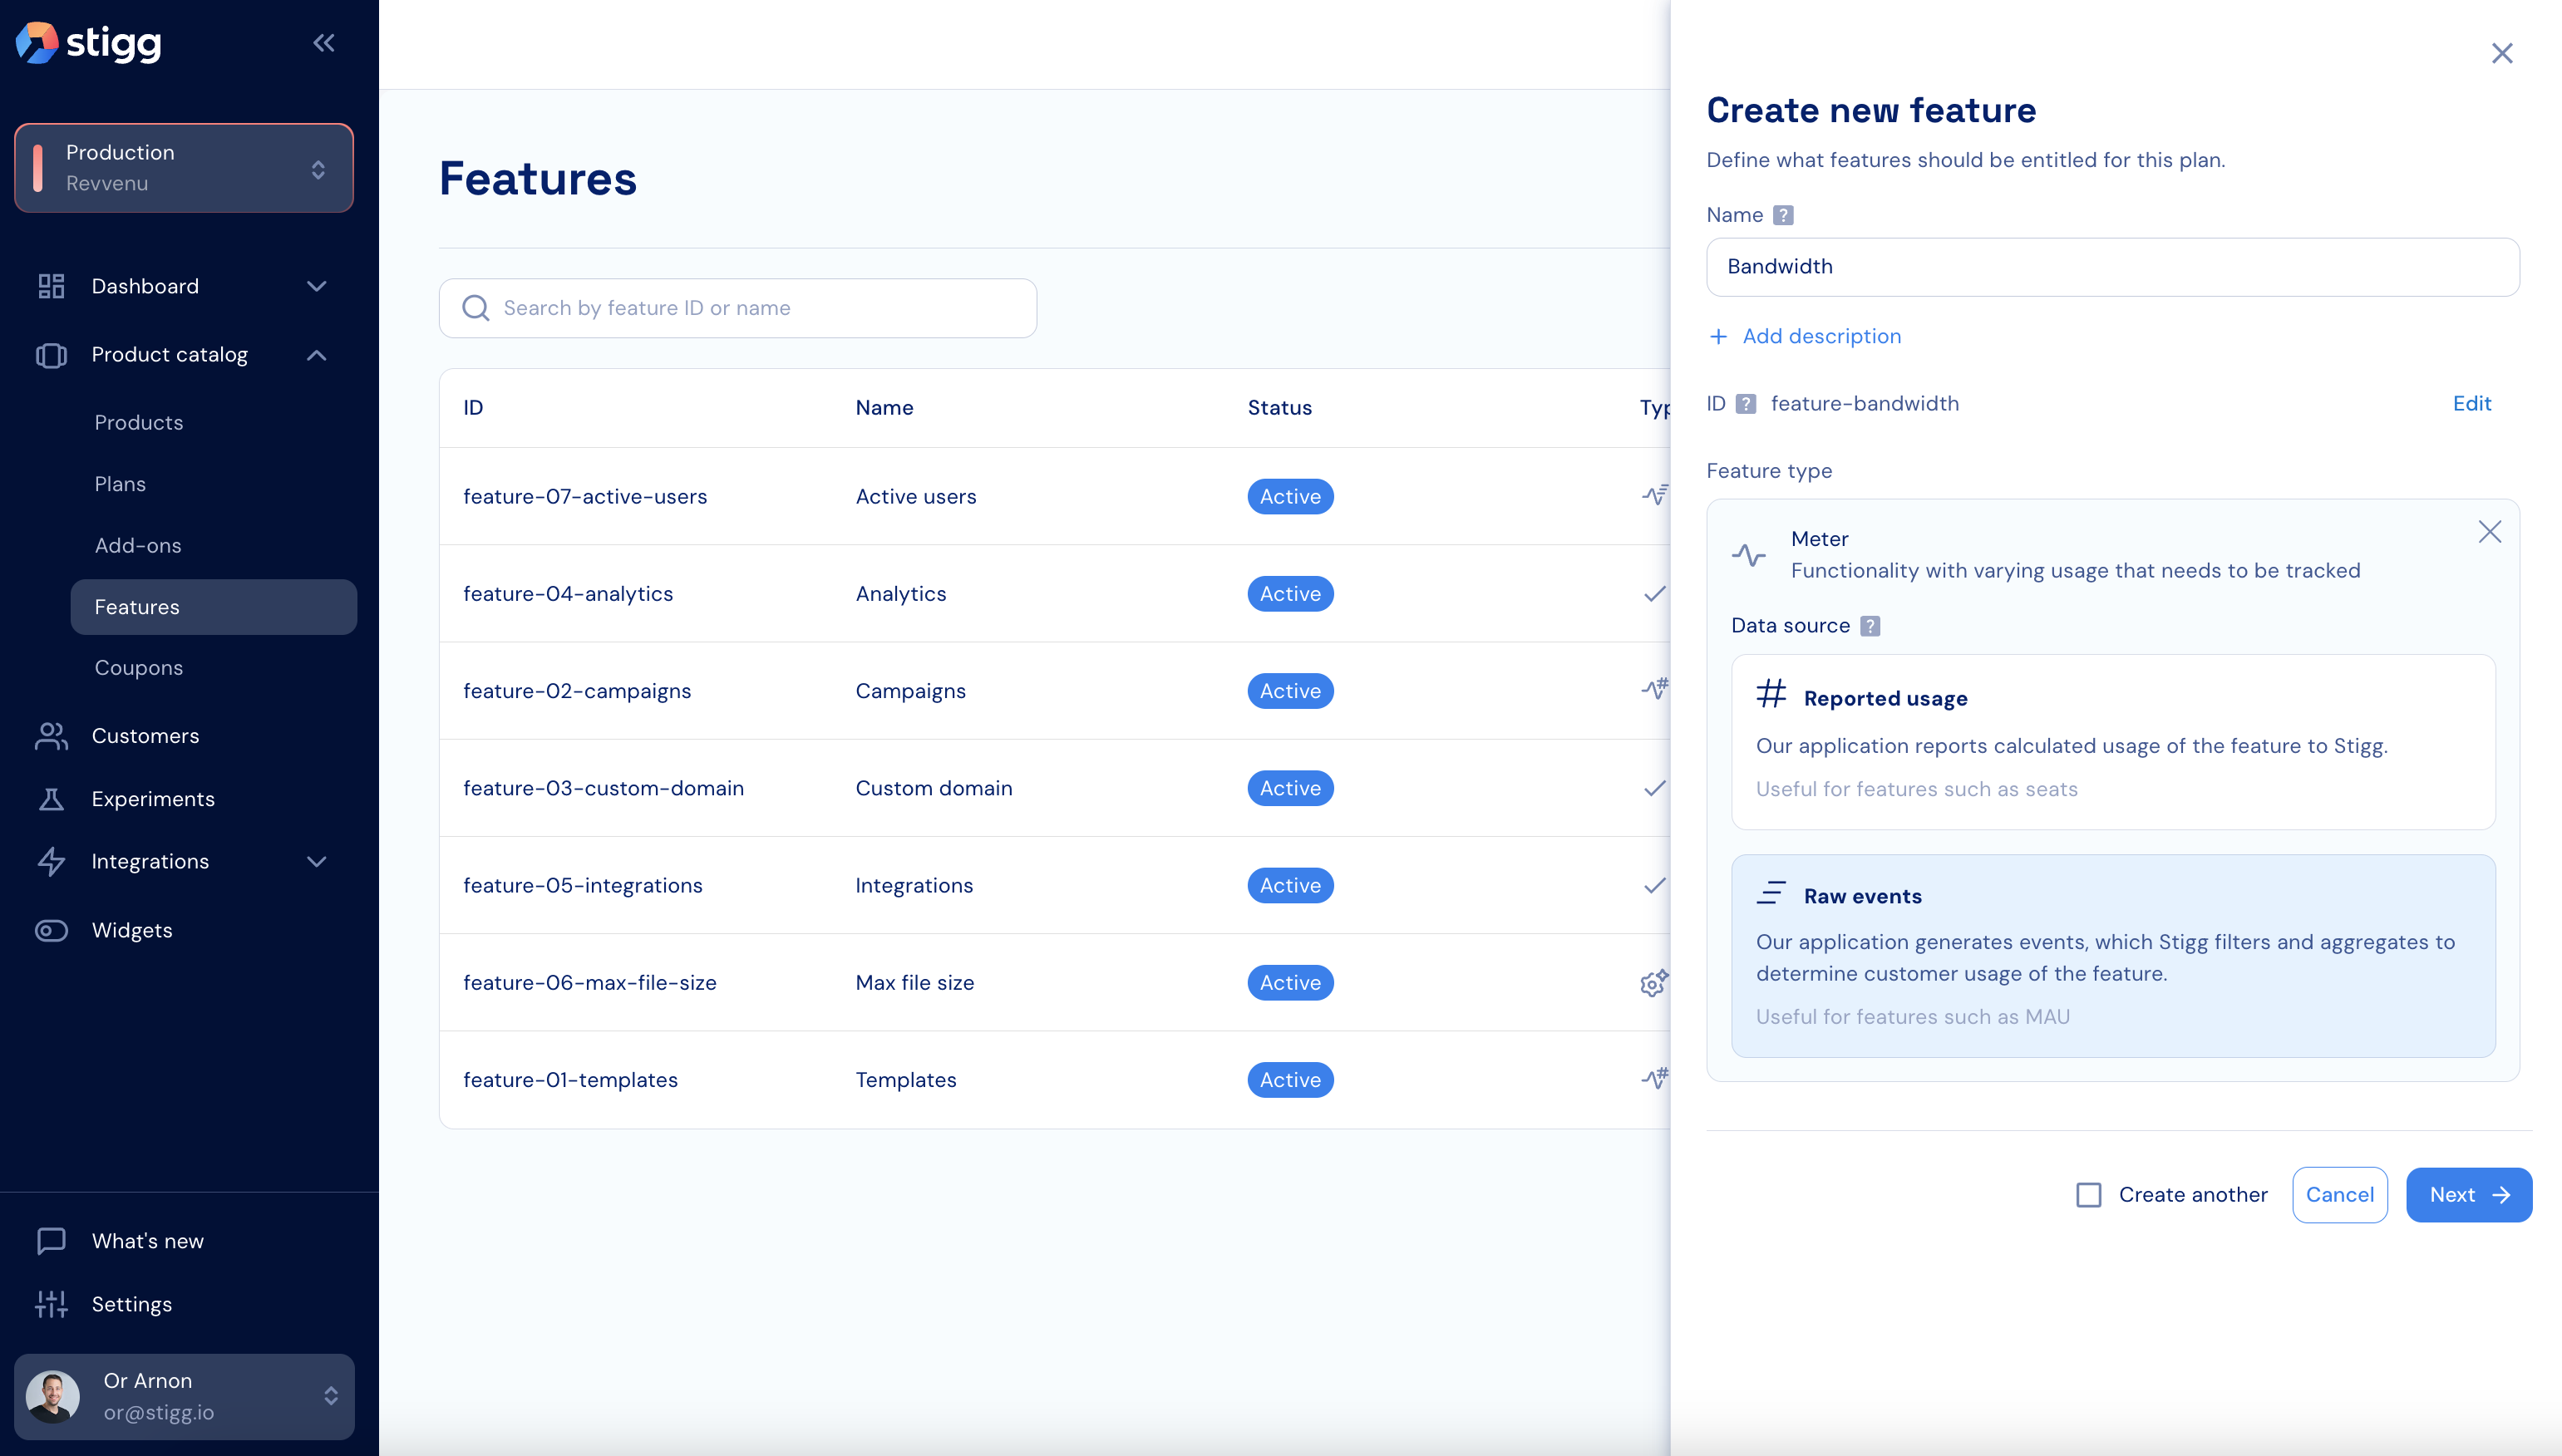 stigg
Production
Revvenu
Dashboard
Product catalog
Products
Plans
Add-ons
Features
Coupons
Customers
Experiments
Integrations
Widgets
What's new
Settings
Or Arnon
or@stigg.io
Features
Search by feature ID or name
ID Name Status
feature-07-active-users Active users Active
feature-04-analytics Analytics Active
feature-02-campaigns Campaigns Active
feature-03-custom-domain Custom domain Active
feature-05-integrations Integrations Active
feature-06-max-file-size Max file size Active
feature-01-templates Templates Active
Create new feature
Define what features should be entitled for this plan.
Name ?
Bandwidth
+ Add description
ID ? feature-bandwidth Edit
Feature type
Meter
Functionality with varying usage that needs to be tracked
Data source ?
# Reported usage
Our application reports calculated usage of the feature to Stigg.
Useful for features such as seats
Raw events
Our application generates events, which Stigg filters and aggregates to
determine customer usage of the feature.
Useful for features such as MAU
Create another Cancel Next →